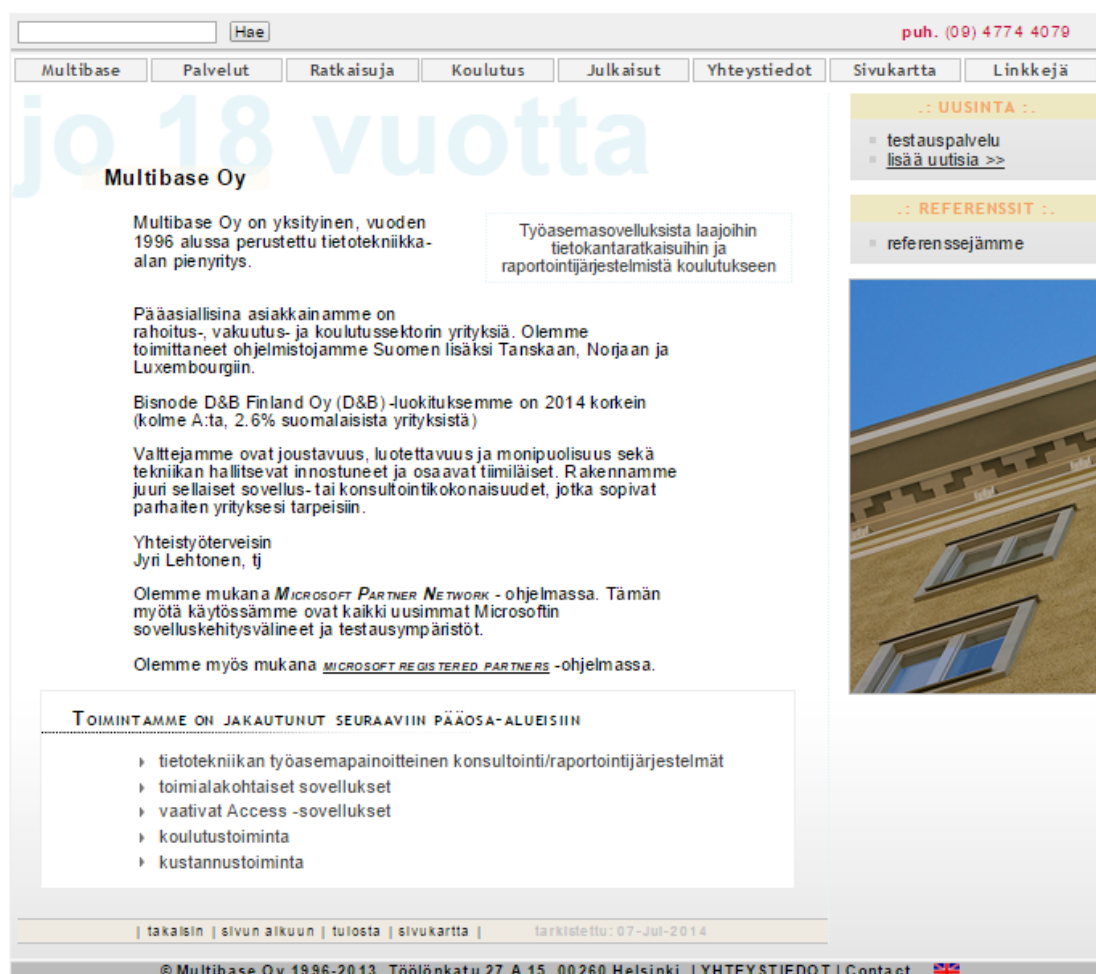 Hae
puh. (09) 4774 4079
Multibase
Palvelut
Ratkaisuja
Koulutus
Julkaisut
Yhteystiedot
Sivukartta
Linkkejä
jo 18 vuotta
Multibase Oy
Multibase Oy on yksityinen, vuoden
1996 alussa perustettu tietotekniikka-
alan pienyritys.
Työasemasovelluksista laajoihin
tietokantaratkaisuihin ja
raportointijärjestelmistä koulutukseen
Pääasiallisina asiakkainamme on
rahoitus-, vakuutus- ja koulutussektorin yrityksiä. Olemme
toimittaneet ohjelmistojamme Suomen lisäksi Tanskaan, Norjaan ja
Luxembourgiin.
Bisnode D&B Finland Oy (D&B) -luokituksemme on 2014 korkein
(kolme A:ta, 2.6% suomalaisista yrityksistä)
Valttejamme ovat joustavuus, luotettavuus ja monipuolisuus sekä
tekniikan hallitsevat innostuneet ja osaavat tiimiläiset. Rakennamme
juuri sellaiset sovellus- tai konsultointikokonaisuudet, jotka sopivat
parhaiten yrityksesi tarpeisiin.
Yhteistyöterveisin
Jyri Lehtonen, tj
Olemme mukana MICROSOFT PARTNER NETWORK - ohjelmassa. Tämän
myötä käytössämme ovat kaikki uusimmat Microsoftin
sovelluskehitysvälineet ja testausympäristöt.
Olemme myös mukana MICROSOFT REGISTERED PARTNERS -ohjelmassa.
TOIMINTAMME ON JAKAUTUNUT SEURAAVIIN PÄÄOSA-ALUEISIIN
tietotekniikan työasemapainoitteinen konsultointi/raportointijärjestelmät
toimialakohtaiset sovellukset
vaativat Access -sovellukset
koulutustoiminta
kustannustoiminta
.: UUSINTA :.
testauspalvelu
lisää uutisia >>
.: REFERENSSIT :.
referenssejämme
| takaisin | sivun alkuun | tulosta | sivukartta |
tarkistettu: 07-Jul-2014
© Multibase Oy 1996-2013, Töölönkatu 27 A 15, 00260 Helsinki. | YHTEYSTIEDOT | Contact